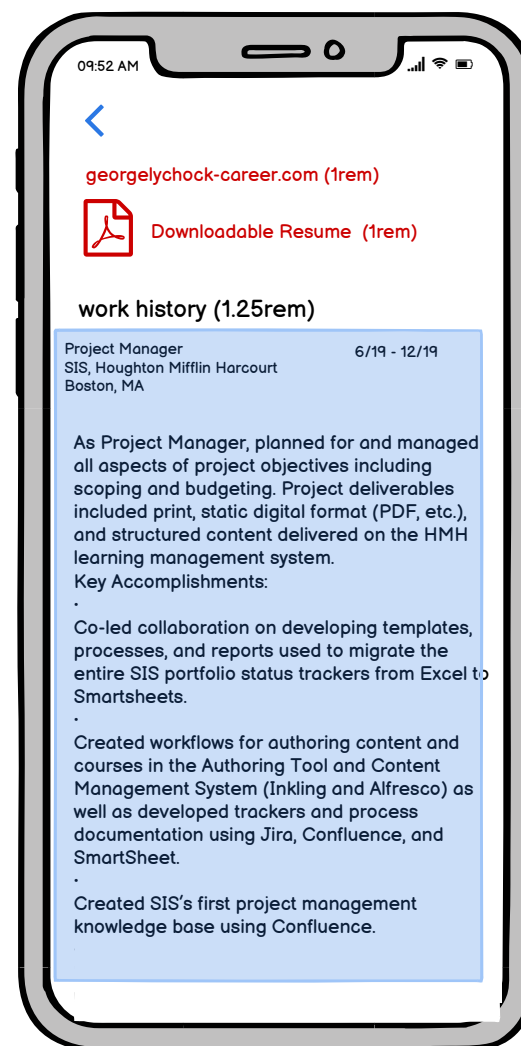 09:52 AM
georgelychock-career.com (1rem)
Downloadable Resume (1rem)
work history (1.25rem)
Project Manager 6/19 - 12/19
SIS, Houghton Mifflin Harcourt
Boston, MA
As Project Manager, planned for and managed
all aspects of project objectives including
scoping and budgeting. Project deliverables
included print, static digital format (PDF, etc.),
and structured content delivered on the HMH
learning management system.
Key Accomplishments:
·
Co-led collaboration on developing templates,
processes, and reports used to migrate the
entire SIS portfolio status trackers from Excel to
Smartsheets.
·
Created workflows for authoring content and
courses in the Authoring Tool and Content
Management System (Inkling and Alfresco) as
well as developed trackers and process
documentation using Jira, Confluence, and
SmartSheet.
·
Created SIS's first project management
knowledge base using Confluence.